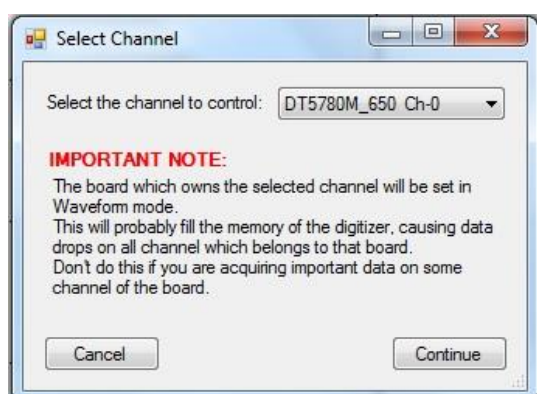 Select Channel
Select the channel to control: DT5780M_650 Ch-0
IMPORTANT NOTE:
The board which owns the selected channel will be set in
Waveform mode.
This will probably fill the memory of the digitizer, causing data
drops on all channel which belongs to that board.
Don't do this if you are acquiring important data on some
channel of the board.
Cancel Continue